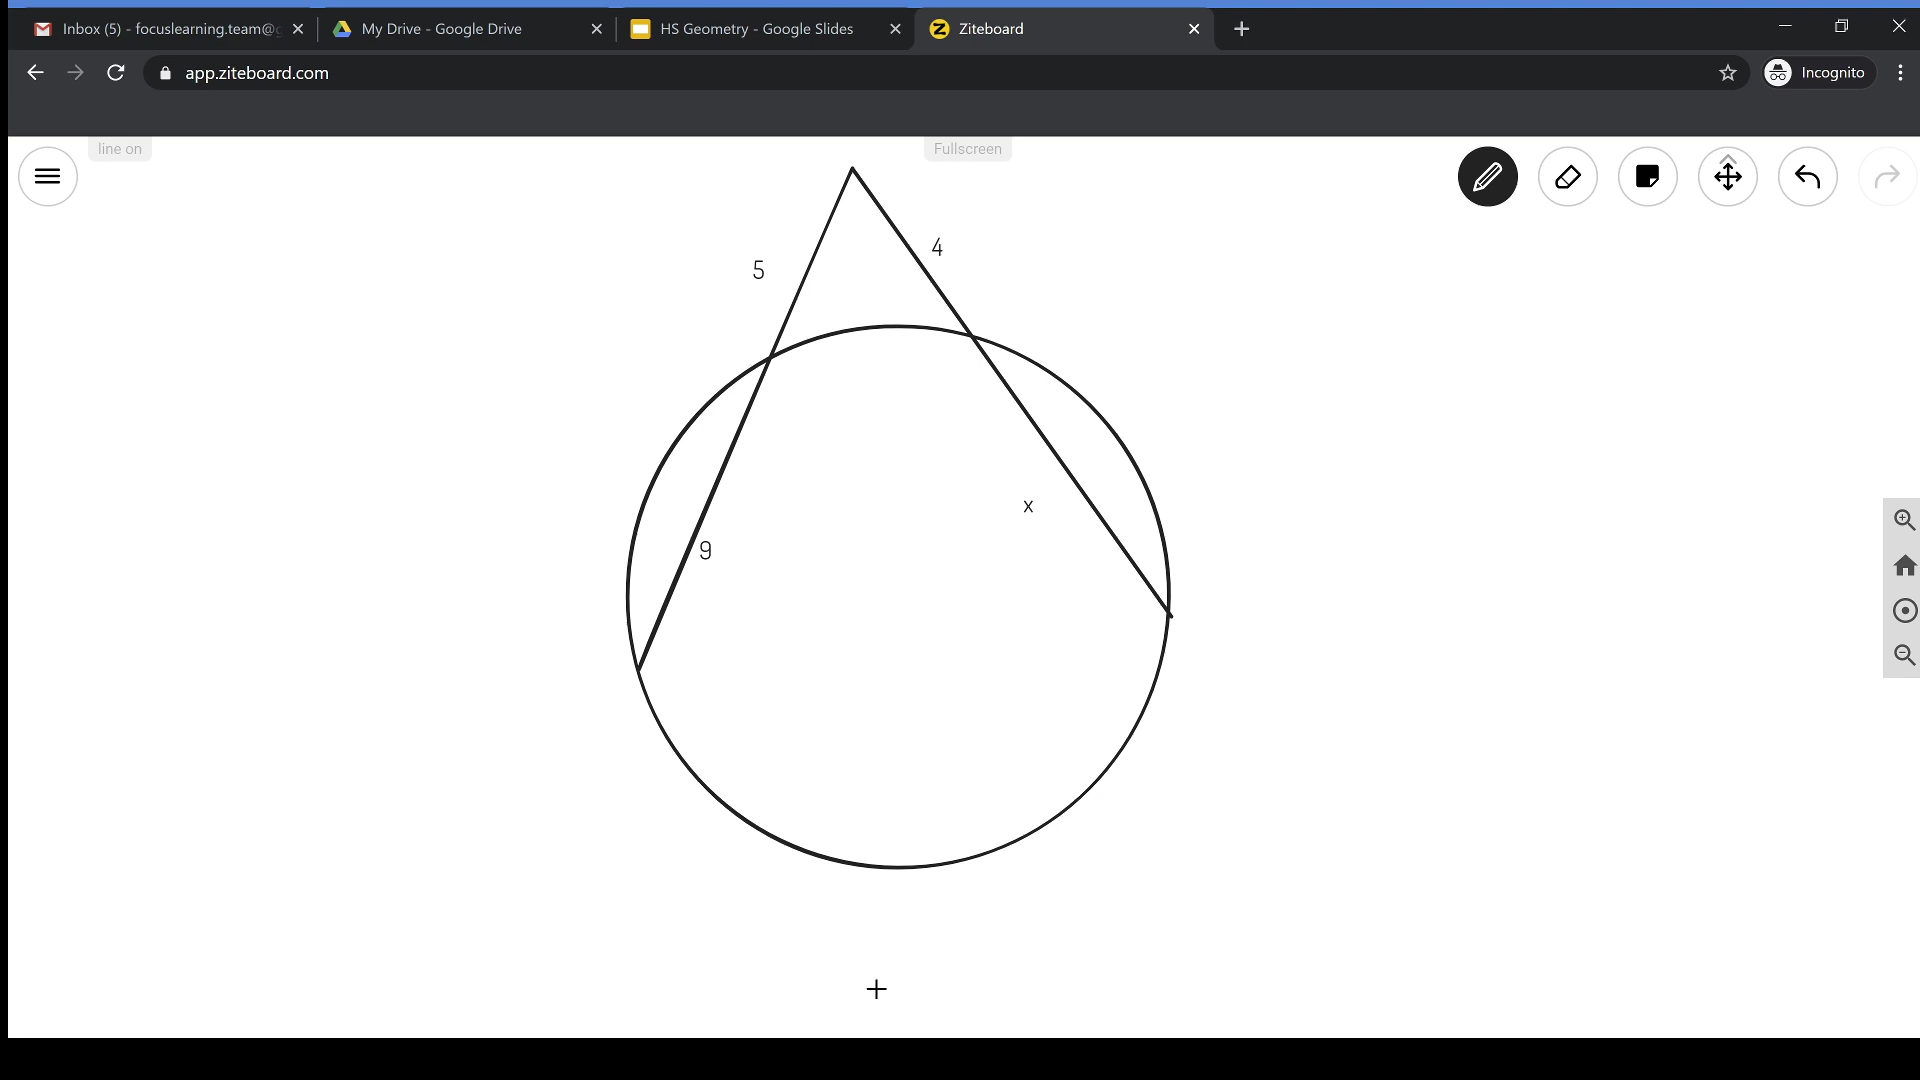 Inbox (5) - focuslearning.team@g
My Drive - Google Drive
HS Geometry - Google Slides
Ziteboard
app.ziteboard.com
Incognito
line on
Fullscreen
4
5
x
9